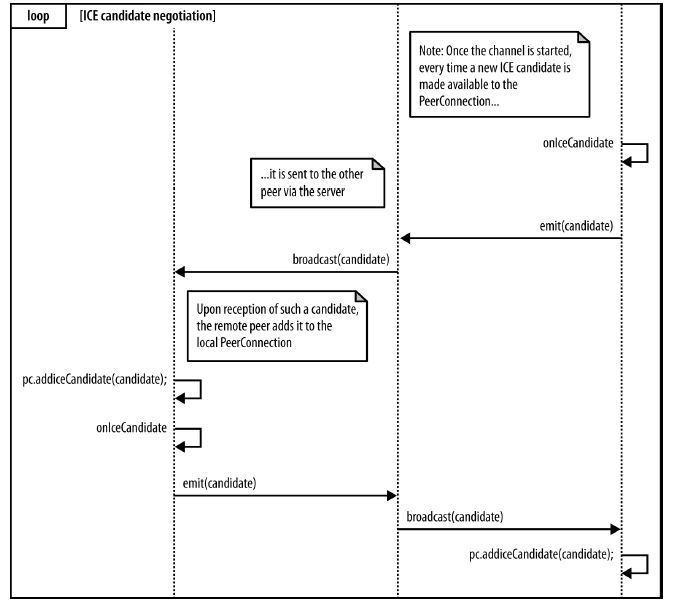 loop
[ICE candidate negotiation]
Note: Once the channel is started,
every time a new ICE candidate is
made available to the
PeerConnection...
onIceCandidate
...it is sent to the other
peer via the server
emit(candidate)
broadcast(candidate)
Upon reception of such a candidate,
the remote peer adds it to the
local PeerConnection
pc.addiceCandidate(candidate);
onIceCandidate
emit(candidate)
broadcast(candidate)
pc.addiceCandidate(candidate);